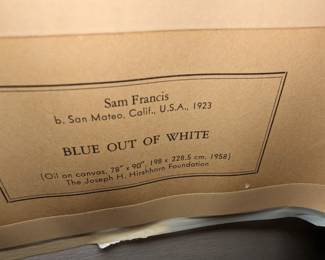 Sam Francis
b. San Mateo, Calif., U.S.A., 1923
BLUE OUT OF WHITE
(Oil on canvas, 78" x 90", 198 x 228.5 cm, 1958)
The Joseph H. Hirshhorn Foundation